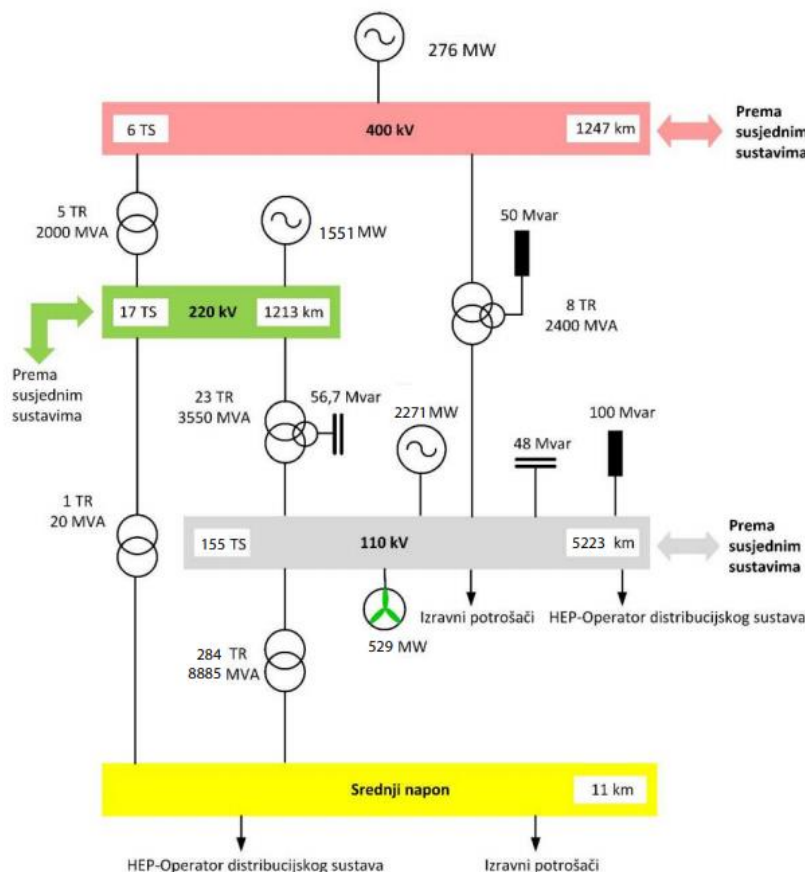 276 MW
6 TS
400 kV
1247 km
Prema
susjednim
sustavima
5 TR
2000 MVA
1551 MW
50 Mvar
8 TR
2400 MVA
17 TS
220 kV
1213 km
Prema
susjednim
sustavima
23 TR
3550 MVA
56,7 Mvar
2271 MW
48 Mvar
100 Mvar
1 TR
20 MVA
155 TS
110 kV
5223 km
Prema
susjednim
sustavima
Izravni potrošači
HEP-Operator distribucijskog sustava
529 MW
284 TR
8885 MVA
Srednji napon
11 km
HEP-Operator distribucijskog sustava
Izravni potrošači